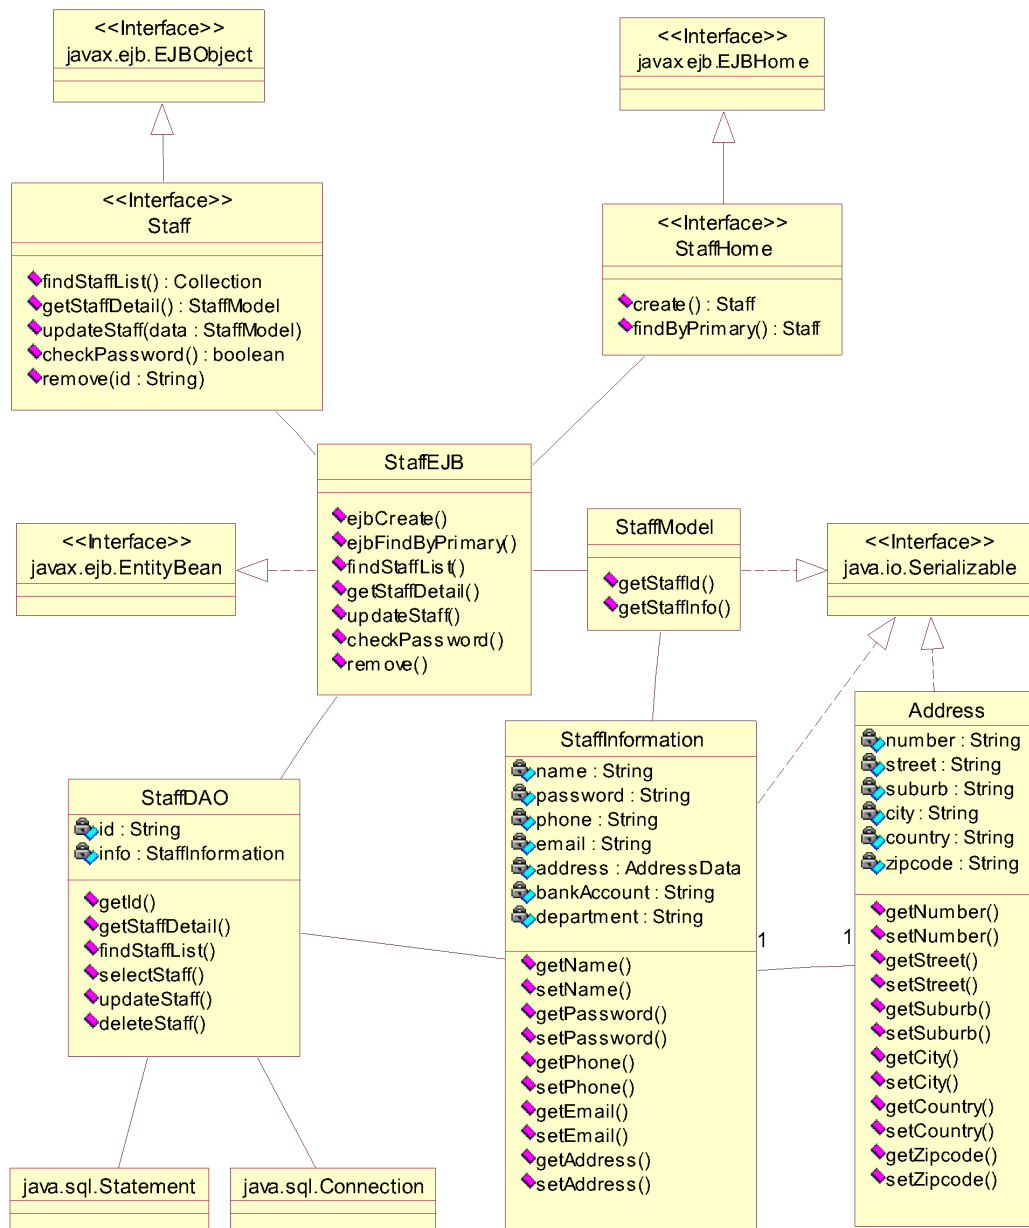 <<Interface>>
javax.ejb.EJBObject
<<Interface>>
javax.ejb.EJBHome
<<Interface>>
Staff
findStaffList() : Collection
getStaffDetail() : StaffModel
updateStaff(data : StaffModel)
checkPassword() : boolean
remove(id : String)
<<Interface>>
StaffHome
create() : Staff
findByPrimary() : Staff
StaffEJB
ejbCreate()
ejbFindByPrimary()
findStaffList()
getStaffDetail()
updateStaff()
checkPassword()
remove()
<<Interface>>
javax.ejb.EntityBean
StaffModel
getStaffId()
getStaffInfo()
<<Interface>>
java.io.Serializable
StaffDAO
id : String
info : StaffInformation
getId()
getStaffDetail()
findStaffList()
selectStaff()
updateStaff()
deleteStaff()
StaffInformation
name : String
password : String
phone : String
email : String
address : AddressData
bankAccount : String
department : String
getName()
setName()
getPassword()
setPassword()
getPhone()
setPhone()
getEmail()
setEmail()
getAddress()
setAddress()
1
1
Address
number : String
street : String
suburb : String
city : String
country : String
zipcode : String
getNumber()
setNumber()
getStreet()
setStreet()
getSuburb()
setSuburb()
getCity()
setCity()
getCountry()
setCountry()
getZipcode()
setZipcode()
java.sql.Statement
java.sql.Connection